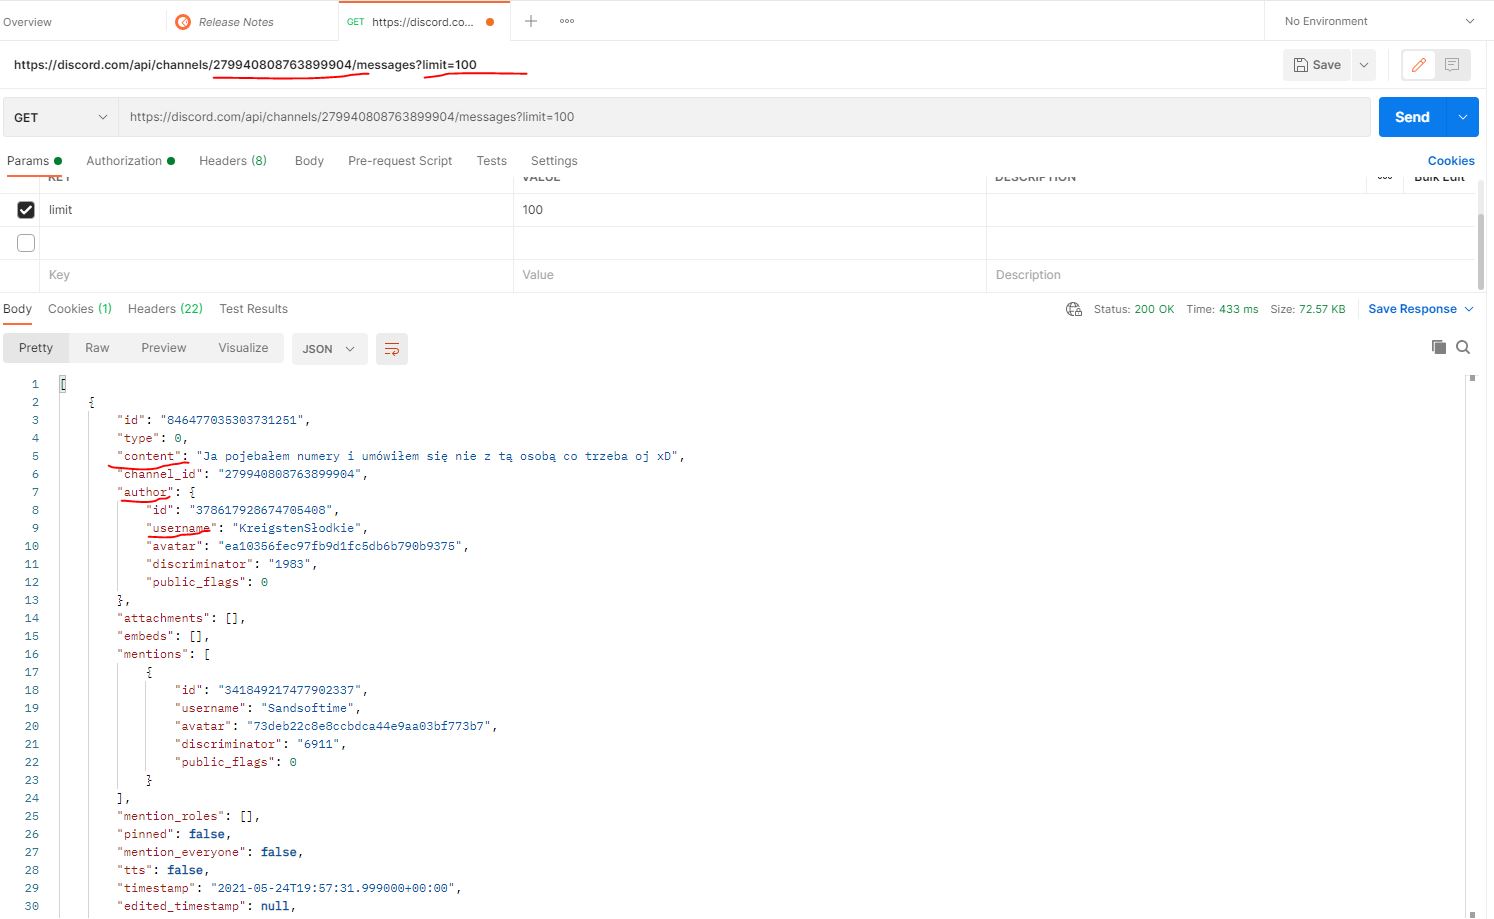 Overview
Release Notes
GET https://discord.co...
No Environment
https://discord.com/api/channels/279940808763899904/messages?limit=100
Save
GET
https://discord.com/api/channels/279940808763899904/messages?limit=100
Send
Params
Authorization
Headers (8)
Body
Pre-request Script
Tests
Settings
Cookies
KEY
VALUE
DESCRIPTION
Bulk Edit
limit
100
Key
Value
Description
Body
Cookies (1)
Headers (22)
Test Results
Status: 200 OK
Time: 433 ms
Size: 72.57 KB
Save Response
Pretty
Raw
Preview
Visualize
JSON
1 [
2 {
3 "id": "846477035303731251",
4 "type": 0,
5 "content": "Ja pojebałem numery i umówiłem się nie z tą osobą co trzeba oj xD",
6 "channel_id": "279940808763899904",
7 "author": {
8 "id": "378617928674705408",
9 "username": "KreigstenSłodkie",
10 "avatar": "ea10356fec97fb9d1fc5db6b790b9375",
11 "discriminator": "1983",
12 "public_flags": 0
13 },
14 "attachments": [],
15 "embeds": [],
16 "mentions": [
17 {
18 "id": "341849217477902337",
19 "username": "Sandsoftime",
20 "avatar": "73deb22c8e8ccbdca44e9aa03bf773b7",
21 "discriminator": "6911",
22 "public_flags": 0
23 }
24 ],
25 "mention_roles": [],
26 "pinned": false,
27 "mention_everyone": false,
28 "tts": false,
29 "timestamp": "2021-05-24T19:57:31.999000+00:00",
30 "edited_timestamp": null,